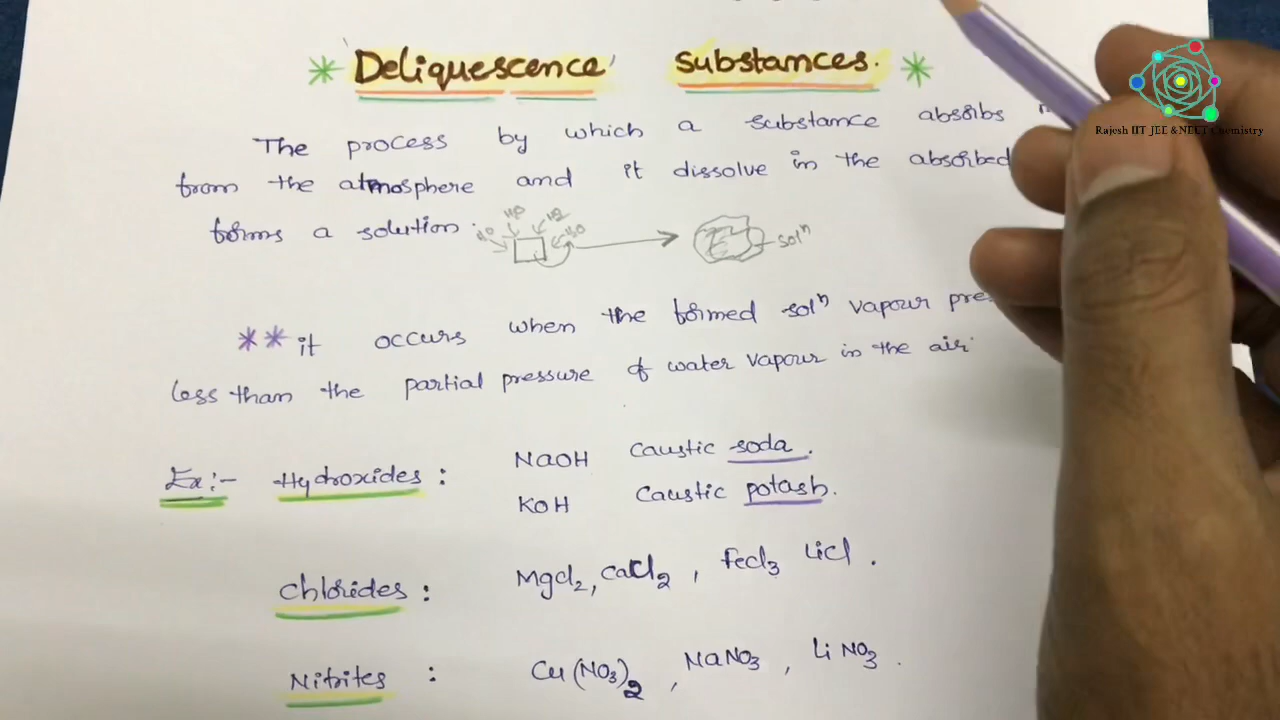 * Deliquescence substances. *
Rajesh IIT JEE & NEET Chemistry
The process by which a substance absorbs
from the atmosphere and it dissolve in the absorbed
forms a solution.
H2O H2O H2O → solⁿ
** it occurs when the formed solⁿ vapour pre
less than the partial pressure of water vapour in the air
Ex:- Hydroxides : NaOH Caustic soda.
KOH Caustic potash.
Chlorides : MgCl2, CaCl2, FeCl3 LiCl.
Nitrites : Cu(NO3)2, NaNO3, LiNO3.